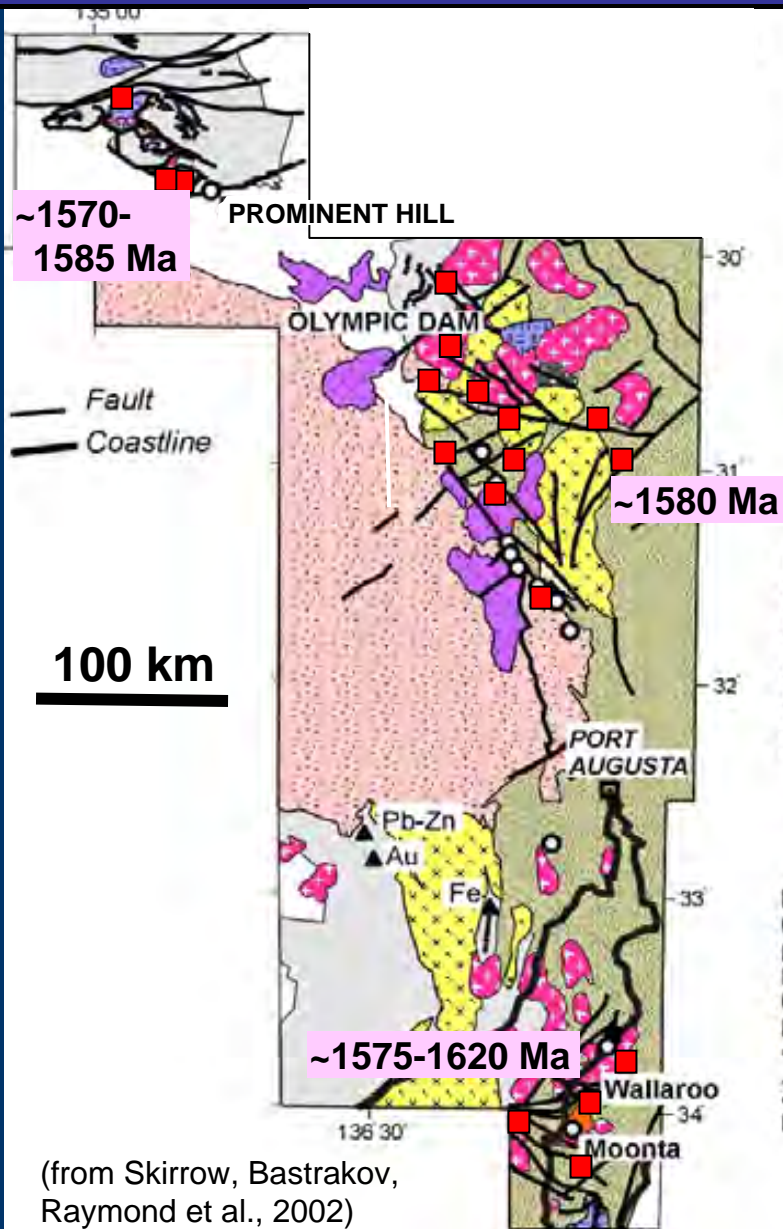 135 00'
~1570-
1585 Ma
PROMINENT HILL
30'
OLYMPIC DAM
Fault
Coastline
31
~1580 Ma
100 km
32
PORT
AUGUSTA
Pb-Zn
Au
Fe
33
~1575-1620 Ma
Wallaroo
34
136 30'
Moonta
(from Skirrow, Bastrakov,
Raymond et al., 2002)